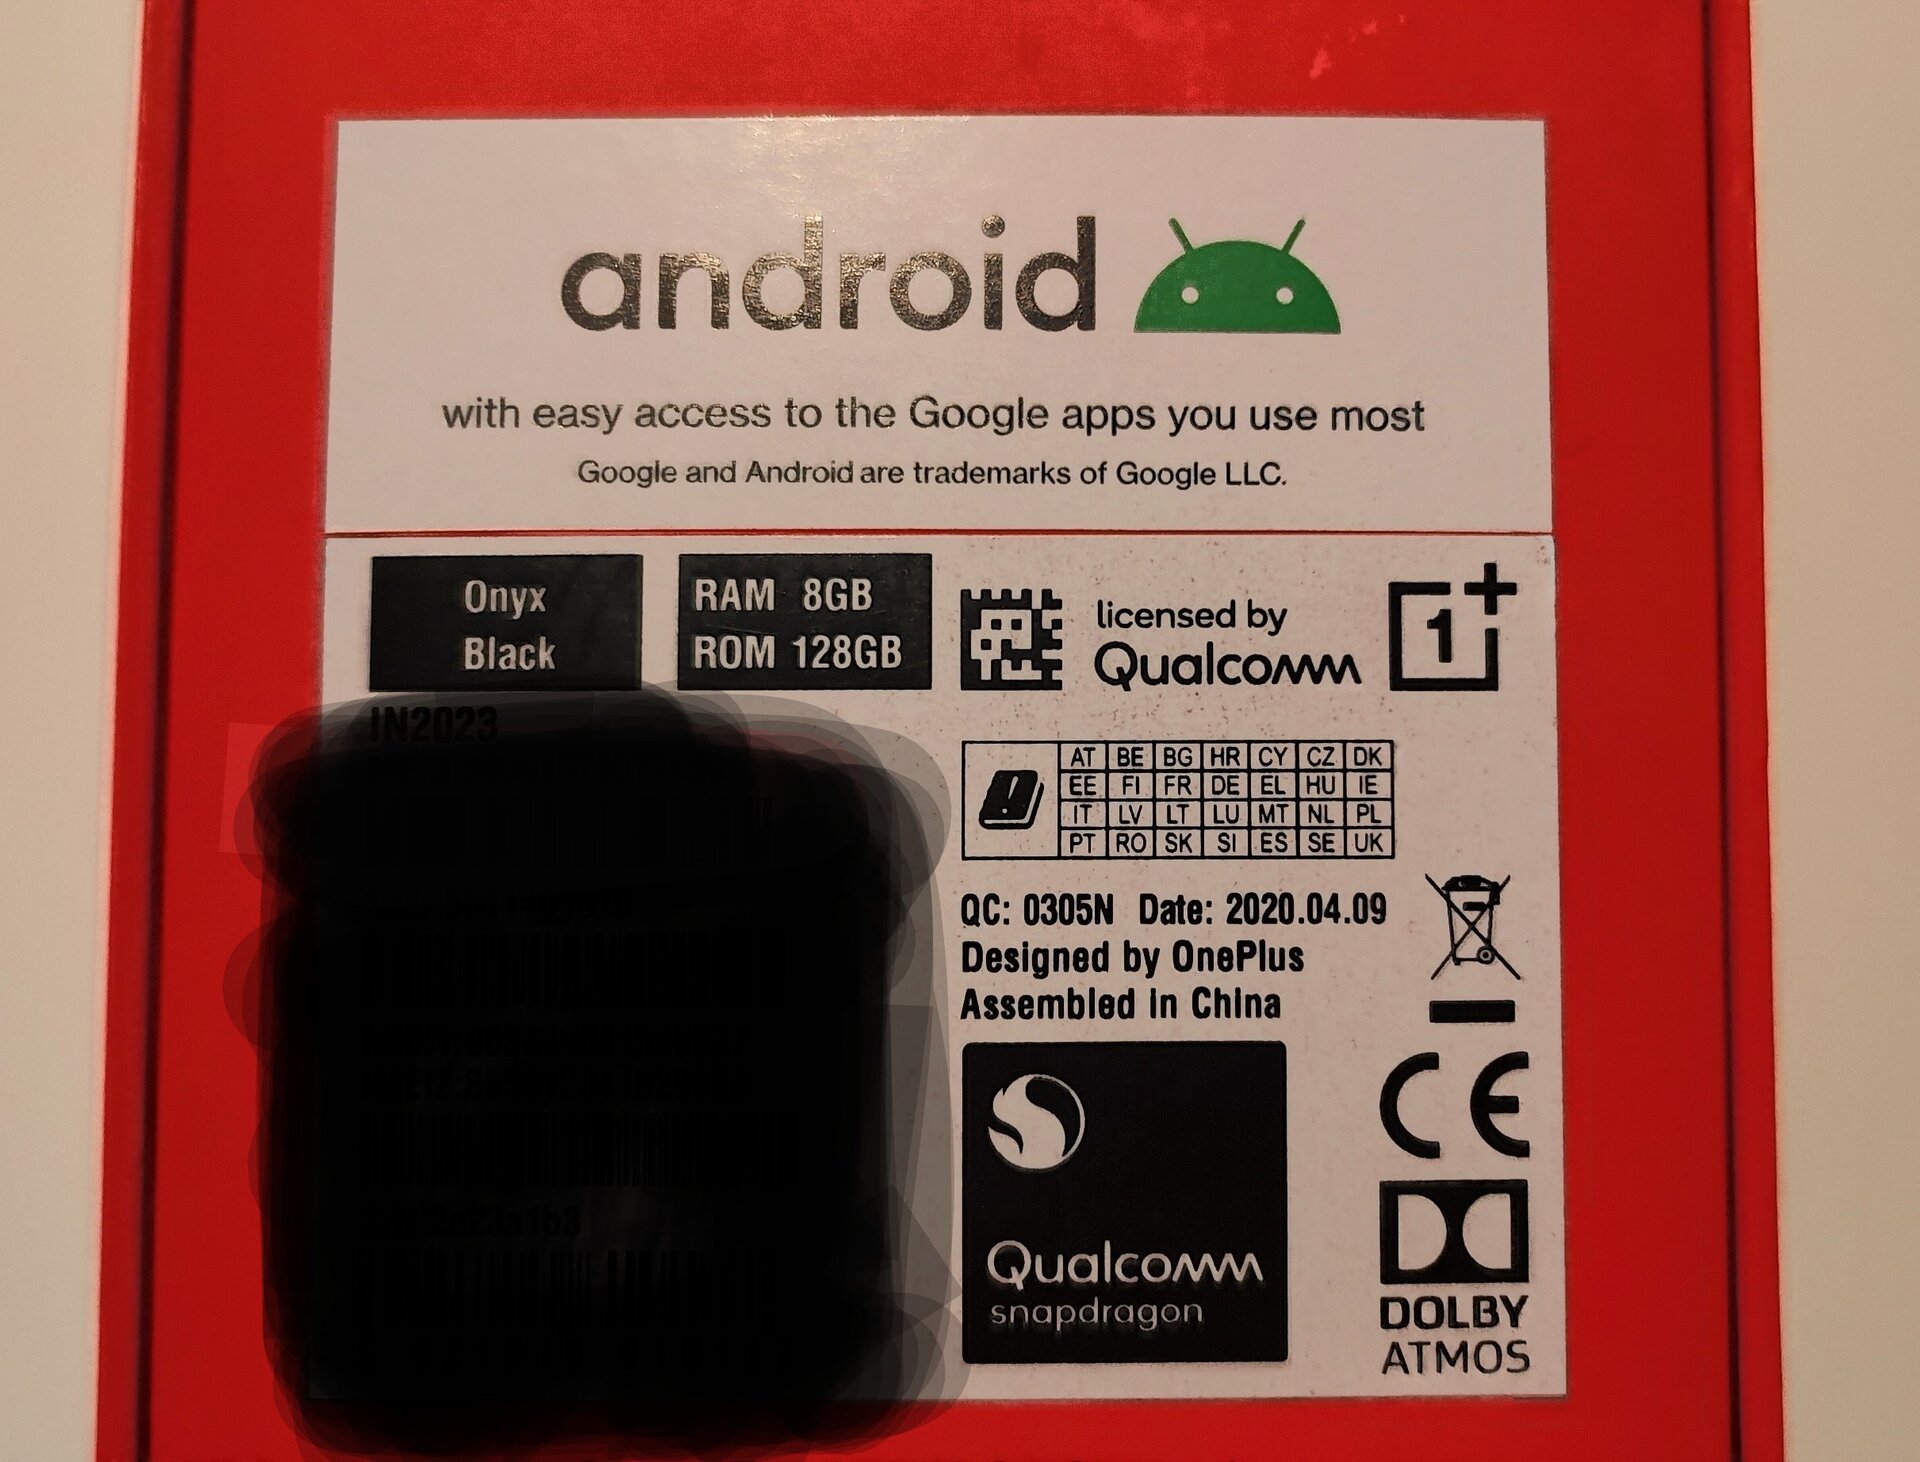 android
with easy access to the Google apps you use most
Google and Android are trademarks of Google LLC.
Onyx
Black
RAM 8GB
ROM 128GB
licensed by
Qualcomm
1+
IN2023
AT BE BG HR CY CZ DK
EE FI FR DE EL HU IE
IT LV LT LU MT NL PL
PT RO SK SI ES SE UK
QC: 0305N Date: 2020.04.09
Designed by OnePlus
Assembled in China
CE
Qualcomm
snapdragon
DOLBY
ATMOS